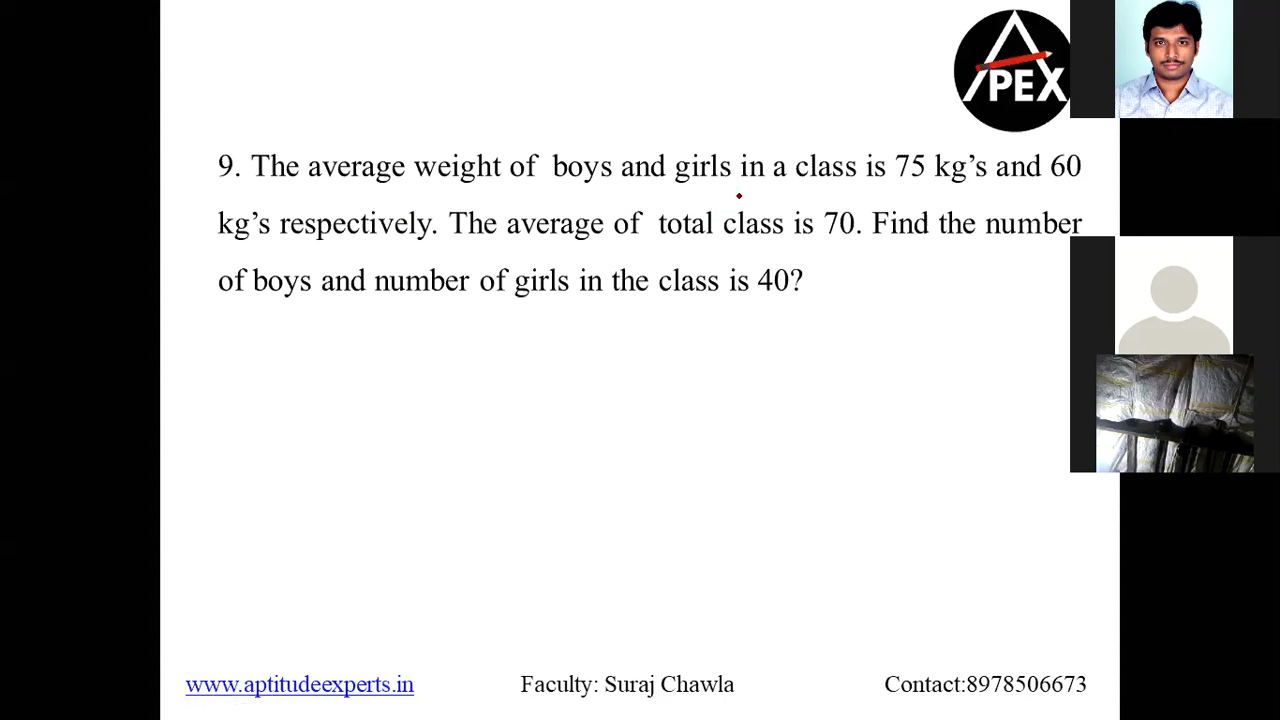 APEX
9. The average weight of boys and girls in a class is 75 kg’s and 60
kg’s respectively. The average of total class is 70. Find the number
of boys and number of girls in the class is 40?
www.aptitudeexperts.in Faculty: Suraj Chawla Contact:8978506673